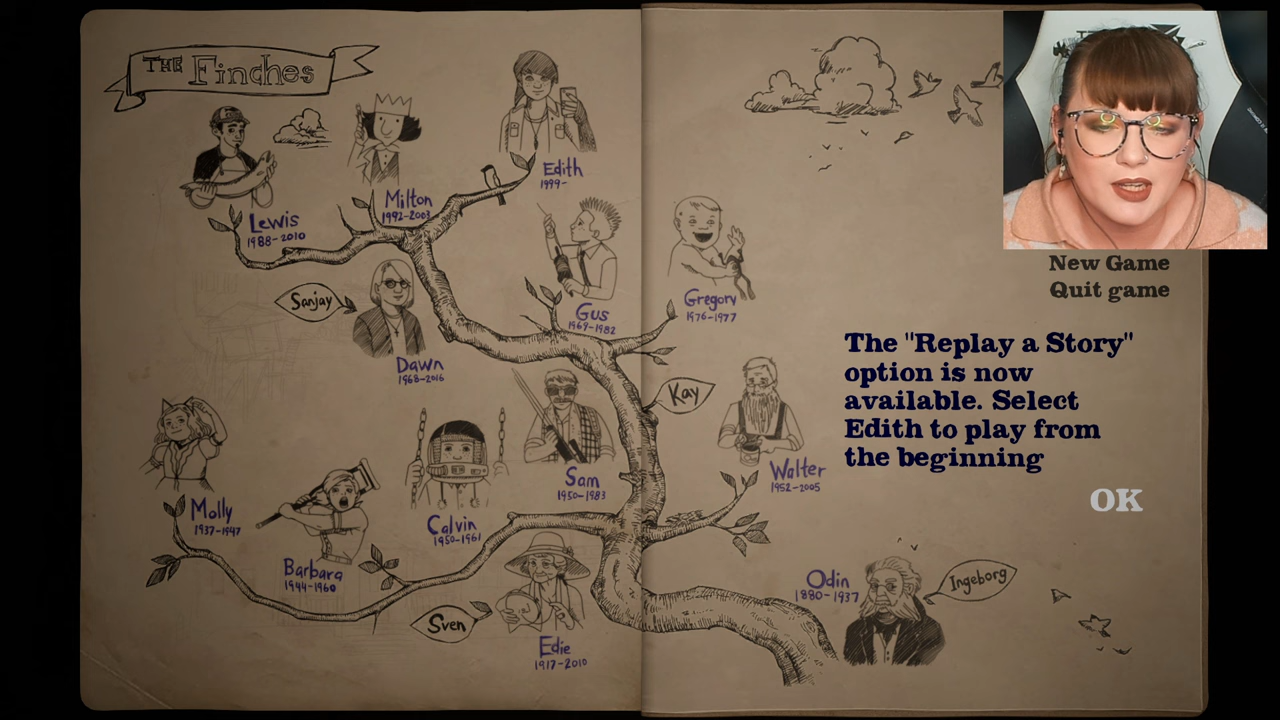 THE Finches
Edith
1999-
Milton
1992-2003
Lewis
1988-2010
Sanjay
Gus
1969-1982
Gregory
1976-1977
Dawn
1968-2016
Kay
Sam
1950-1983
Walter
1952-2005
Molly
1937-1947
Calvin
1950-1961
Barbara
1944-1960
Sven
Edie
1917-2010
Odin
1880-1937
Ingeborg
New Game
Quit game
The "Replay a Story"
option is now
available. Select
Edith to play from
the beginning
OK